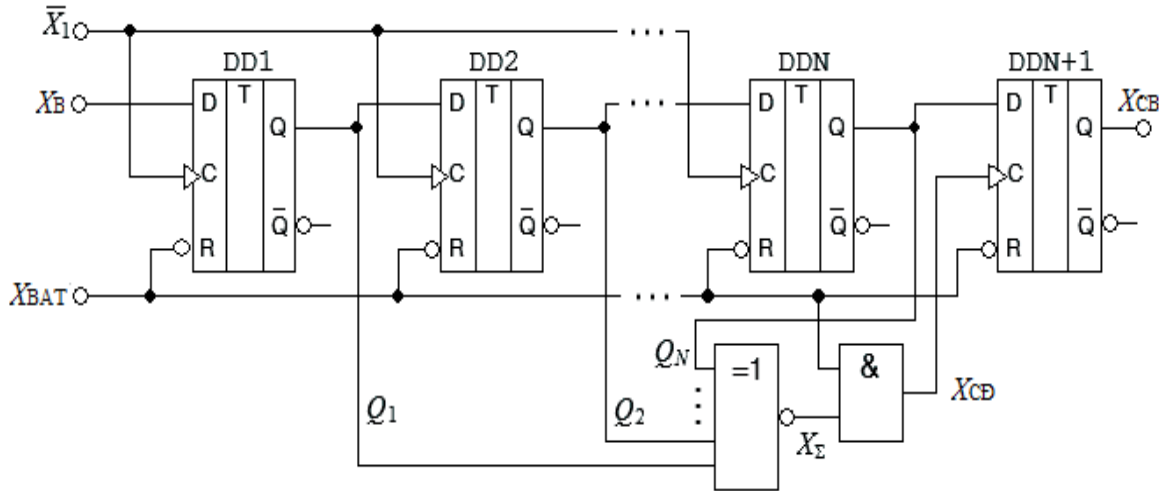 X̅1
DD1 DD2 ... DDN DDN+1
XB D T Q D T Q ... D T Q D T Q XCB
C C C C
Q̅ Q̅ Q̅ Q̅
R R R R
XBAT ...
QN =1 &
Q1 Q2 XΣ XCĐ